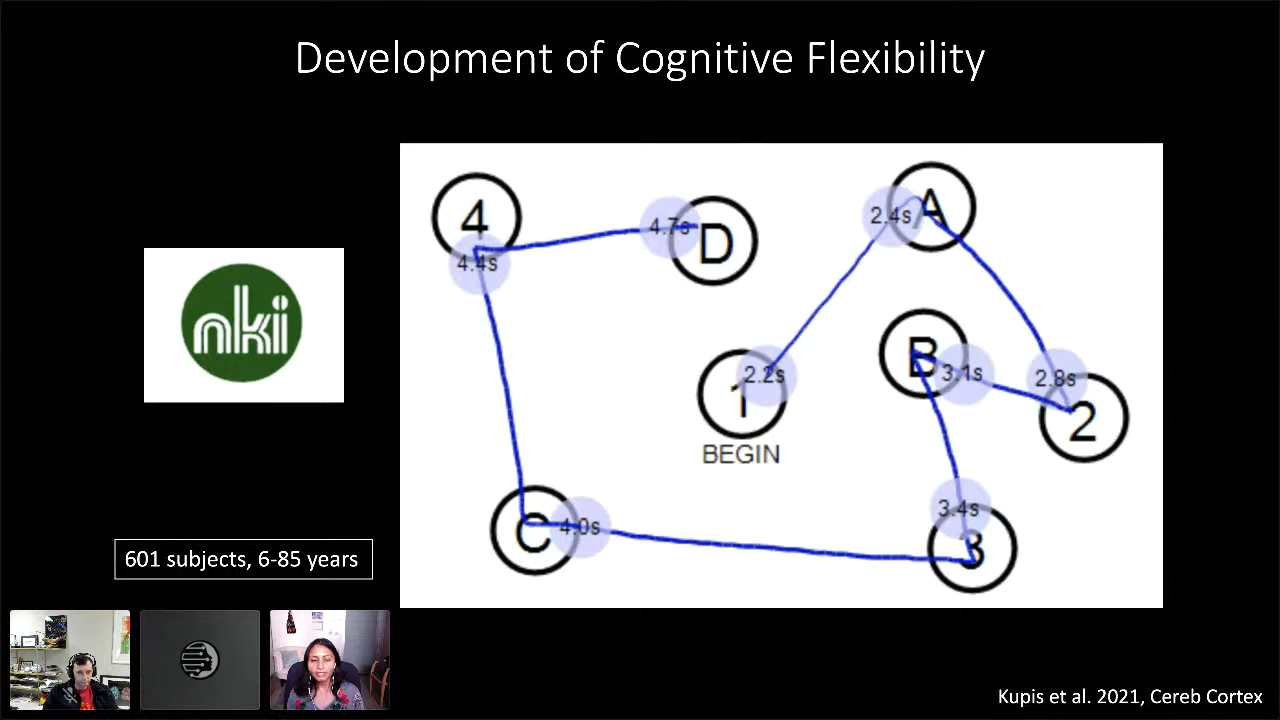 Development of Cognitive Flexibility
4
4.4s
4.7s
D
2.4s
A
nki
1
2.2s
BEGIN
B
3.1s
2.8s
2
C
4.0s
3.4s
3
601 subjects, 6-85 years
Kupis et al. 2021, Cereb Cortex